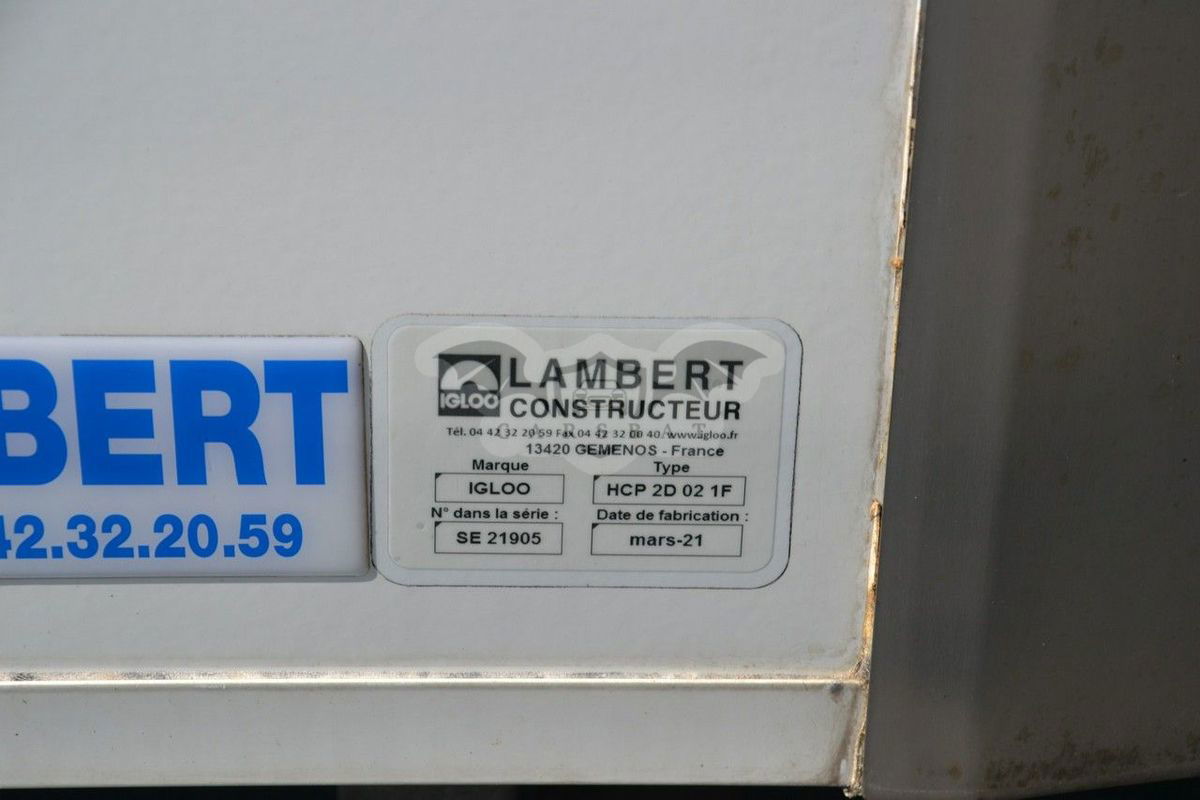 BERT
42.32.20.59
IGLOO
LAMBERT
CONSTRUCTEUR
CARSBAT
Tél. 04 42 32 20 59 Fax 04 42 32 00 40. www.igloo.fr
13420 GEMENOS - France
Marque Type
IGLOO HCP 2D 02 1F
N° dans la série : Date de fabrication :
SE 21905 mars-21